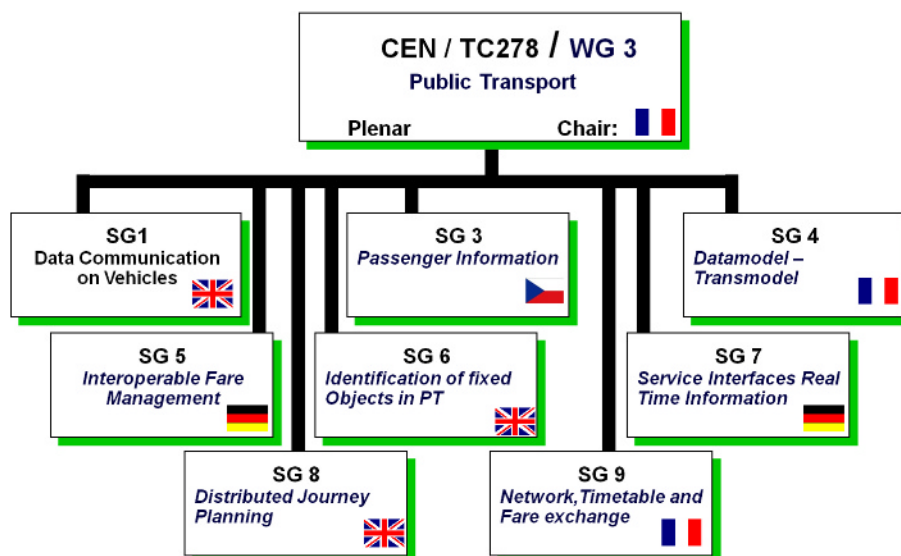 CEN / TC278 / WG 3
Public Transport
Plenar Chair:
SG1
Data Communication
on Vehicles
SG 3
Passenger Information
SG 4
Datamodel –
Transmodel
SG 5
Interoperable Fare
Management
SG 6
Identification of fixed
Objects in PT
SG 7
Service Interfaces Real
Time Information
SG 8
Distributed Journey
Planning
SG 9
Network,Timetable and
Fare exchange